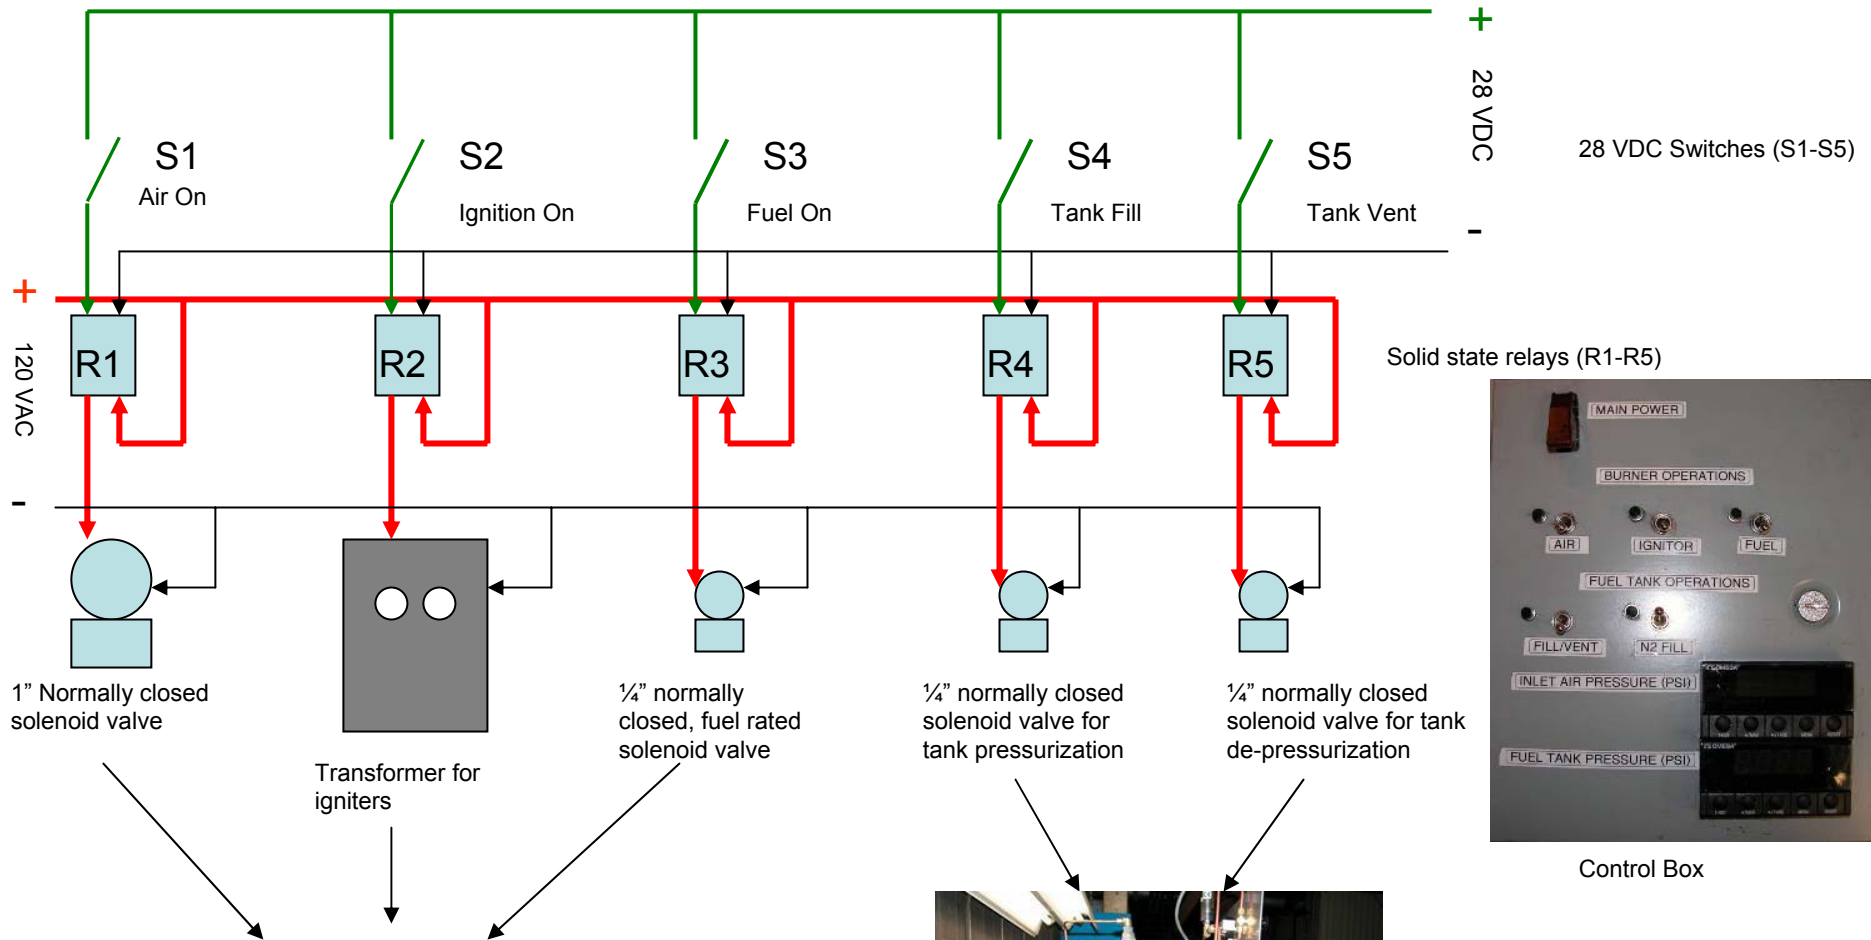 +
28 VDC
-
28 VDC Switches (S1-S5)
S1
Air On
S2
Ignition On
S3
Fuel On
S4
Tank Fill
S5
Tank Vent
+
120 VAC
-
R1
R2
R3
R4
R5
Solid state relays (R1-R5)
1” Normally closed
solenoid valve
Transformer for
igniters
¼” normally
closed, fuel rated
solenoid valve
¼” normally closed
solenoid valve for
tank pressurization
¼” normally closed
solenoid valve for tank
de-pressurization
MAIN POWER
BURNER OPERATIONS
AIR
IGNITOR
FUEL
FUEL TANK OPERATIONS
FILL/VENT
N2 FILL
INLET AIR PRESSURE (PSI)
FUEL TANK PRESSURE (PSI)
Control Box